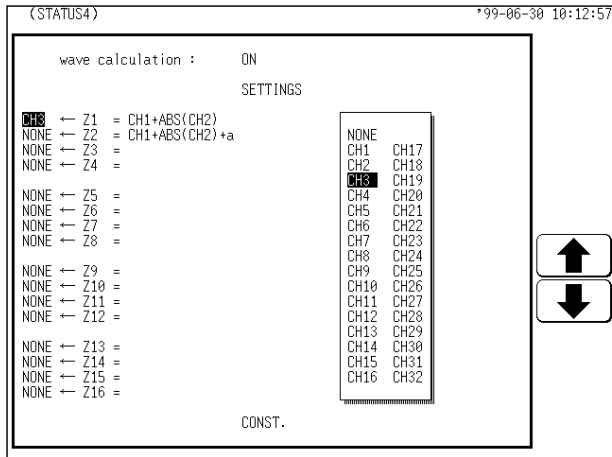 (STATUS4) '99-06-30 10:12:57
wave calculation : ON
SETTINGS
CH3 ← Z1 = CH1+ABS(CH2)
NONE ← Z2 = CH1+ABS(CH2)+a
NONE ← Z3 =
NONE ← Z4 =
NONE ← Z5 =
NONE ← Z6 =
NONE ← Z7 =
NONE ← Z8 =
NONE ← Z9 =
NONE ← Z10 =
NONE ← Z11 =
NONE ← Z12 =
NONE ← Z13 =
NONE ← Z14 =
NONE ← Z15 =
NONE ← Z16 =
NONE
CH1 CH17
CH2 CH18
CH3 CH19
CH4 CH20
CH5 CH21
CH6 CH22
CH7 CH23
CH8 CH24
CH9 CH25
CH10 CH26
CH11 CH27
CH12 CH28
CH13 CH29
CH14 CH30
CH15 CH31
CH16 CH32
CONST.